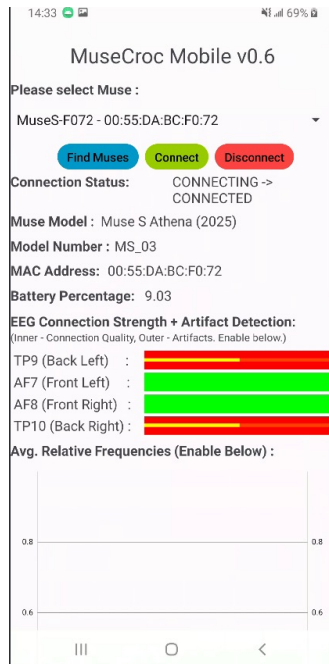 14:33 69%
MuseCroc Mobile v0.6
Please select Muse :
MuseS-F072 - 00:55:DA:BC:F0:72
Find Muses Connect Disconnect
Connection Status: CONNECTING ->
CONNECTED
Muse Model : Muse S Athena (2025)
Model Number : MS_03
MAC Address: 00:55:DA:BC:F0:72
Battery Percentage: 9.03
EEG Connection Strength + Artifact Detection:
(Inner - Connection Quality, Outer - Artifacts. Enable below.)
TP9 (Back Left) :
AF7 (Front Left) :
AF8 (Front Right) :
TP10 (Back Right) :
Avg. Relative Frequencies (Enable Below) :
0.8 0.8
0.6 0.6